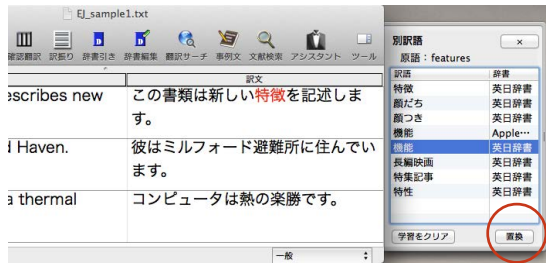 EJ_sample1.txt
確認翻訳 訳振り 辞書引き 辞書編集 翻訳サーチ 事例文 文献検索 アシスタント ツール
訳文
escribes new
この書類は新しい特徴を記述しま
す。
d Haven.
彼はミルフォード避難所に住んでい
ます。
a thermal
コンピュータは熱の楽勝です。
一般
別訳語
×
原語：features
訳語 辞書
特徴 英日辞書
顔だち 英日辞書
顔つき 英日辞書
機能 Apple…
機能 英日辞書
長編映画 英日辞書
特集記事 英日辞書
特性 英日辞書
学習をクリア 置換